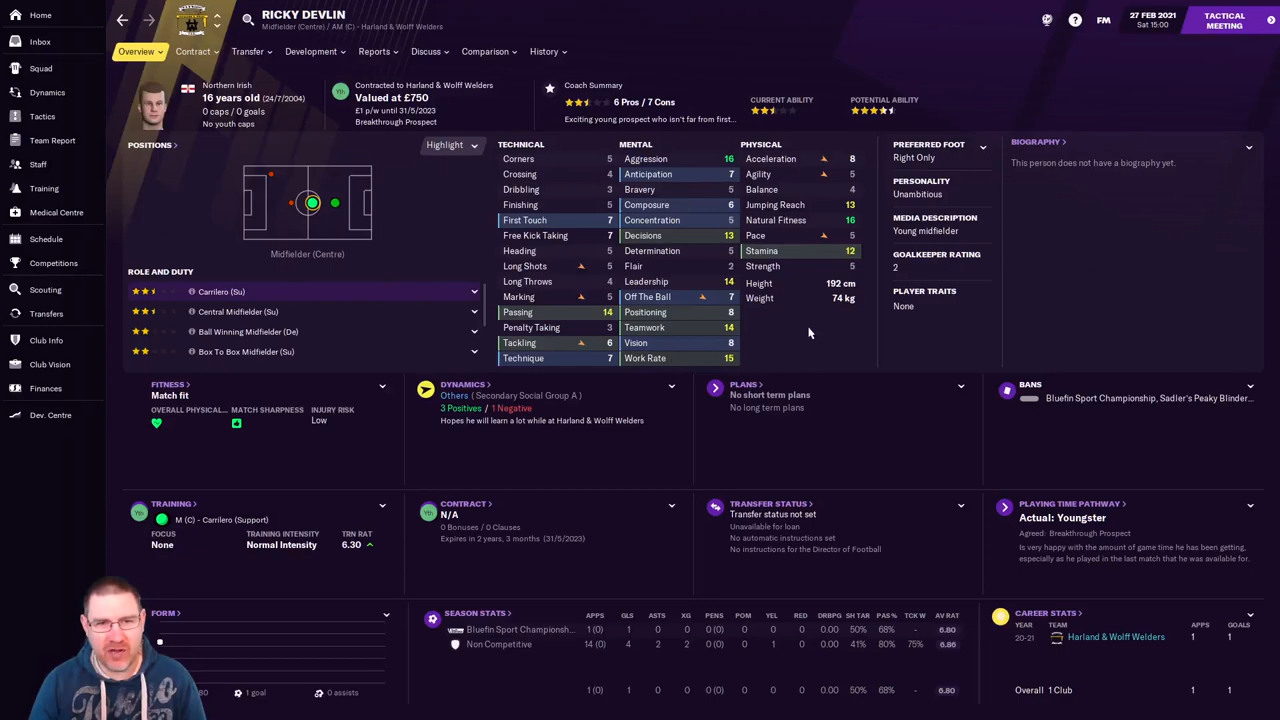 Home
Inbox
Squad
Dynamics
Tactics
Team Report
Staff
Training
Medical Centre
Schedule
Competitions
Scouting
Transfers
Club Info
Club Vision
Finances
Dev. Centre
RICKY DEVLIN
Midfielder (Centre) / AM (C) - Harland & Wolff Welders
FM
27 FEB 2021
Sat 15:00
TACTICAL MEETING
Overview
Contract
Transfer
Development
Reports
Discuss
Comparison
History
Northern Irish
16 years old (24/7/2004)
0 caps / 0 goals
No youth caps
Yth
Contracted to Harland & Wolff Welders
Valued at £750
£1 p/w until 31/5/2023
Breakthrough Prospect
Coach Summary
6 Pros / 7 Cons
Exciting young prospect who isn't far from first...
CURRENT ABILITY
POTENTIAL ABILITY
POSITIONS
Highlight
Midfielder (Centre)
ROLE AND DUTY
Carrilero (Su)
Central Midfielder (Su)
Ball Winning Midfielder (De)
Box To Box Midfielder (Su)
TECHNICAL
Corners 5
Crossing 4
Dribbling 3
Finishing 5
First Touch 7
Free Kick Taking 7
Heading 5
Long Shots 5
Long Throws 4
Marking 5
Passing 14
Penalty Taking 3
Tackling 6
Technique 7
MENTAL
Aggression 16
Anticipation 7
Bravery 5
Composure 6
Concentration 5
Decisions 13
Determination 5
Flair 2
Leadership 14
Off The Ball 7
Positioning 8
Teamwork 14
Vision 8
Work Rate 15
PHYSICAL
Acceleration 8
Agility 5
Balance 4
Jumping Reach 13
Natural Fitness 16
Pace 5
Stamina 12
Strength 5
Height 192 cm
Weight 74 kg
PREFERRED FOOT
Right Only
PERSONALITY
Unambitious
MEDIA DESCRIPTION
Young midfielder
GOALKEEPER RATING
2
PLAYER TRAITS
None
BIOGRAPHY
This person does not have a biography yet.
FITNESS
Match fit
OVERALL PHYSICAL... MATCH SHARPNESS INJURY RISK
Low
DYNAMICS
Others ( Secondary Social Group A )
3 Positives / 1 Negative
Hopes he will learn a lot while at Harland & Wolff Welders
PLANS
No short term plans
No long term plans
BANS
Bluefin Sport Championship, Sadler's Peaky Blinder...
TRAINING
Yth
M (C) - Carrilero (Support)
FOCUS TRAINING INTENSITY TRN RAT
None Normal Intensity 6.30
CONTRACT
Yth
N/A
0 Bonuses / 0 Clauses
Expires in 2 years, 3 months (31/5/2023)
TRANSFER STATUS
Transfer status not set
Unavailable for loan
No automatic instructions set
No instructions for the Director of Football
PLAYING TIME PATHWAY
Actual: Youngster
Agreed: Breakthrough Prospect
Is very happy with the amount of game time he has been getting,
especially as he played in the last match that he was available for.
FORM
80 1 goal 0 assists
SEASON STATS APPS GLS ASTS XG PENS POM YEL RED DRBPG SH TAR PAS% TCK W AV RAT
Bluefin Sport Championsh... 1 (0) 1 0 0 0 (0) 0 0 0 0.00 50% 68% - 6.80
Non Competitive 14 (0) 4 2 2 0 (0) 0 1 0 0.00 41% 80% 75% 6.86
1 (0) 1 0 0 0 (0) 0 0 0 0.00 50% 68% - 6.80
CAREER STATS
YEAR TEAM APPS GOALS
20-21 Harland & Wolff Welders 1 1
Overall 1 Club 1 1